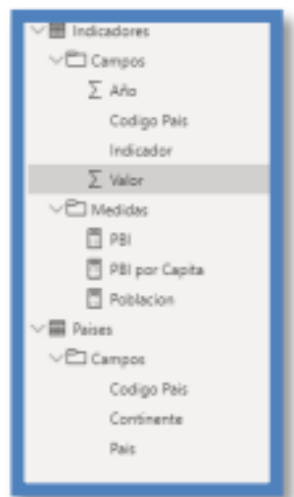 Indicadores
Campos
∑ Año
Codigo Pais
Indicador
∑ Valor
Medidas
PBI
PBI por Capita
Poblacion
Paises
Campos
Codigo Pais
Continente
Pais